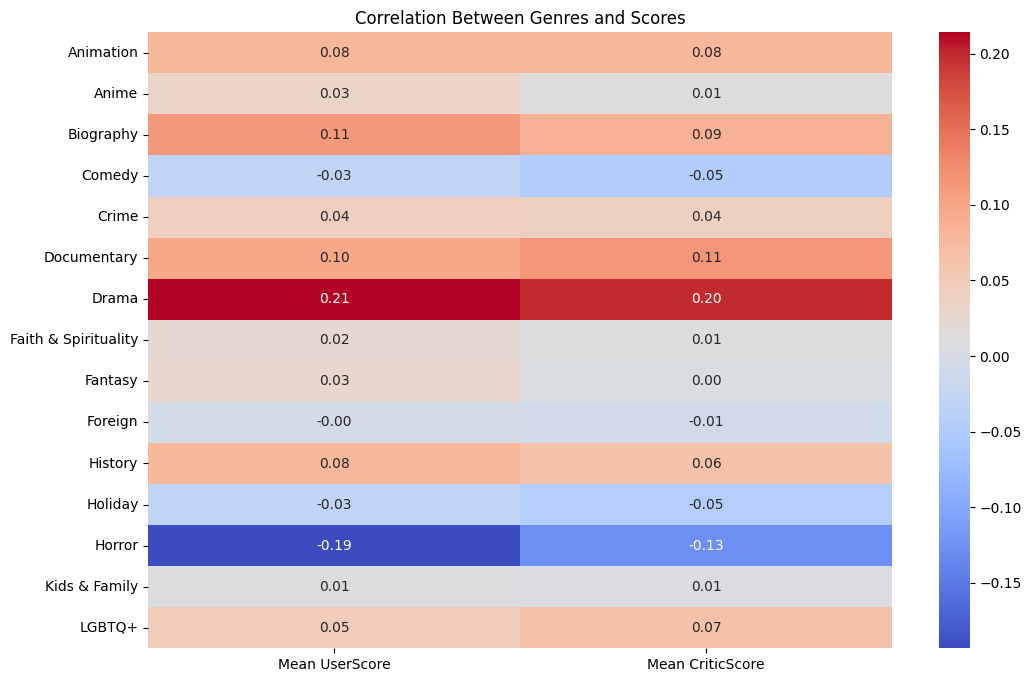 Correlation Between Genres and Scores
Animation 0.08 0.08
Anime 0.03 0.01
Biography 0.11 0.09
Comedy -0.03 -0.05
Crime 0.04 0.04
Documentary 0.10 0.11
Drama 0.21 0.20
Faith & Spirituality 0.02 0.01
Fantasy 0.03 0.00
Foreign -0.00 -0.01
History 0.08 0.06
Holiday -0.03 -0.05
Horror -0.19 -0.13
Kids & Family 0.01 0.01
LGBTQ+ 0.05 0.07
Mean UserScore Mean CriticScore
0.20
0.15
0.10
0.05
0.00
−0.05
−0.10
−0.15